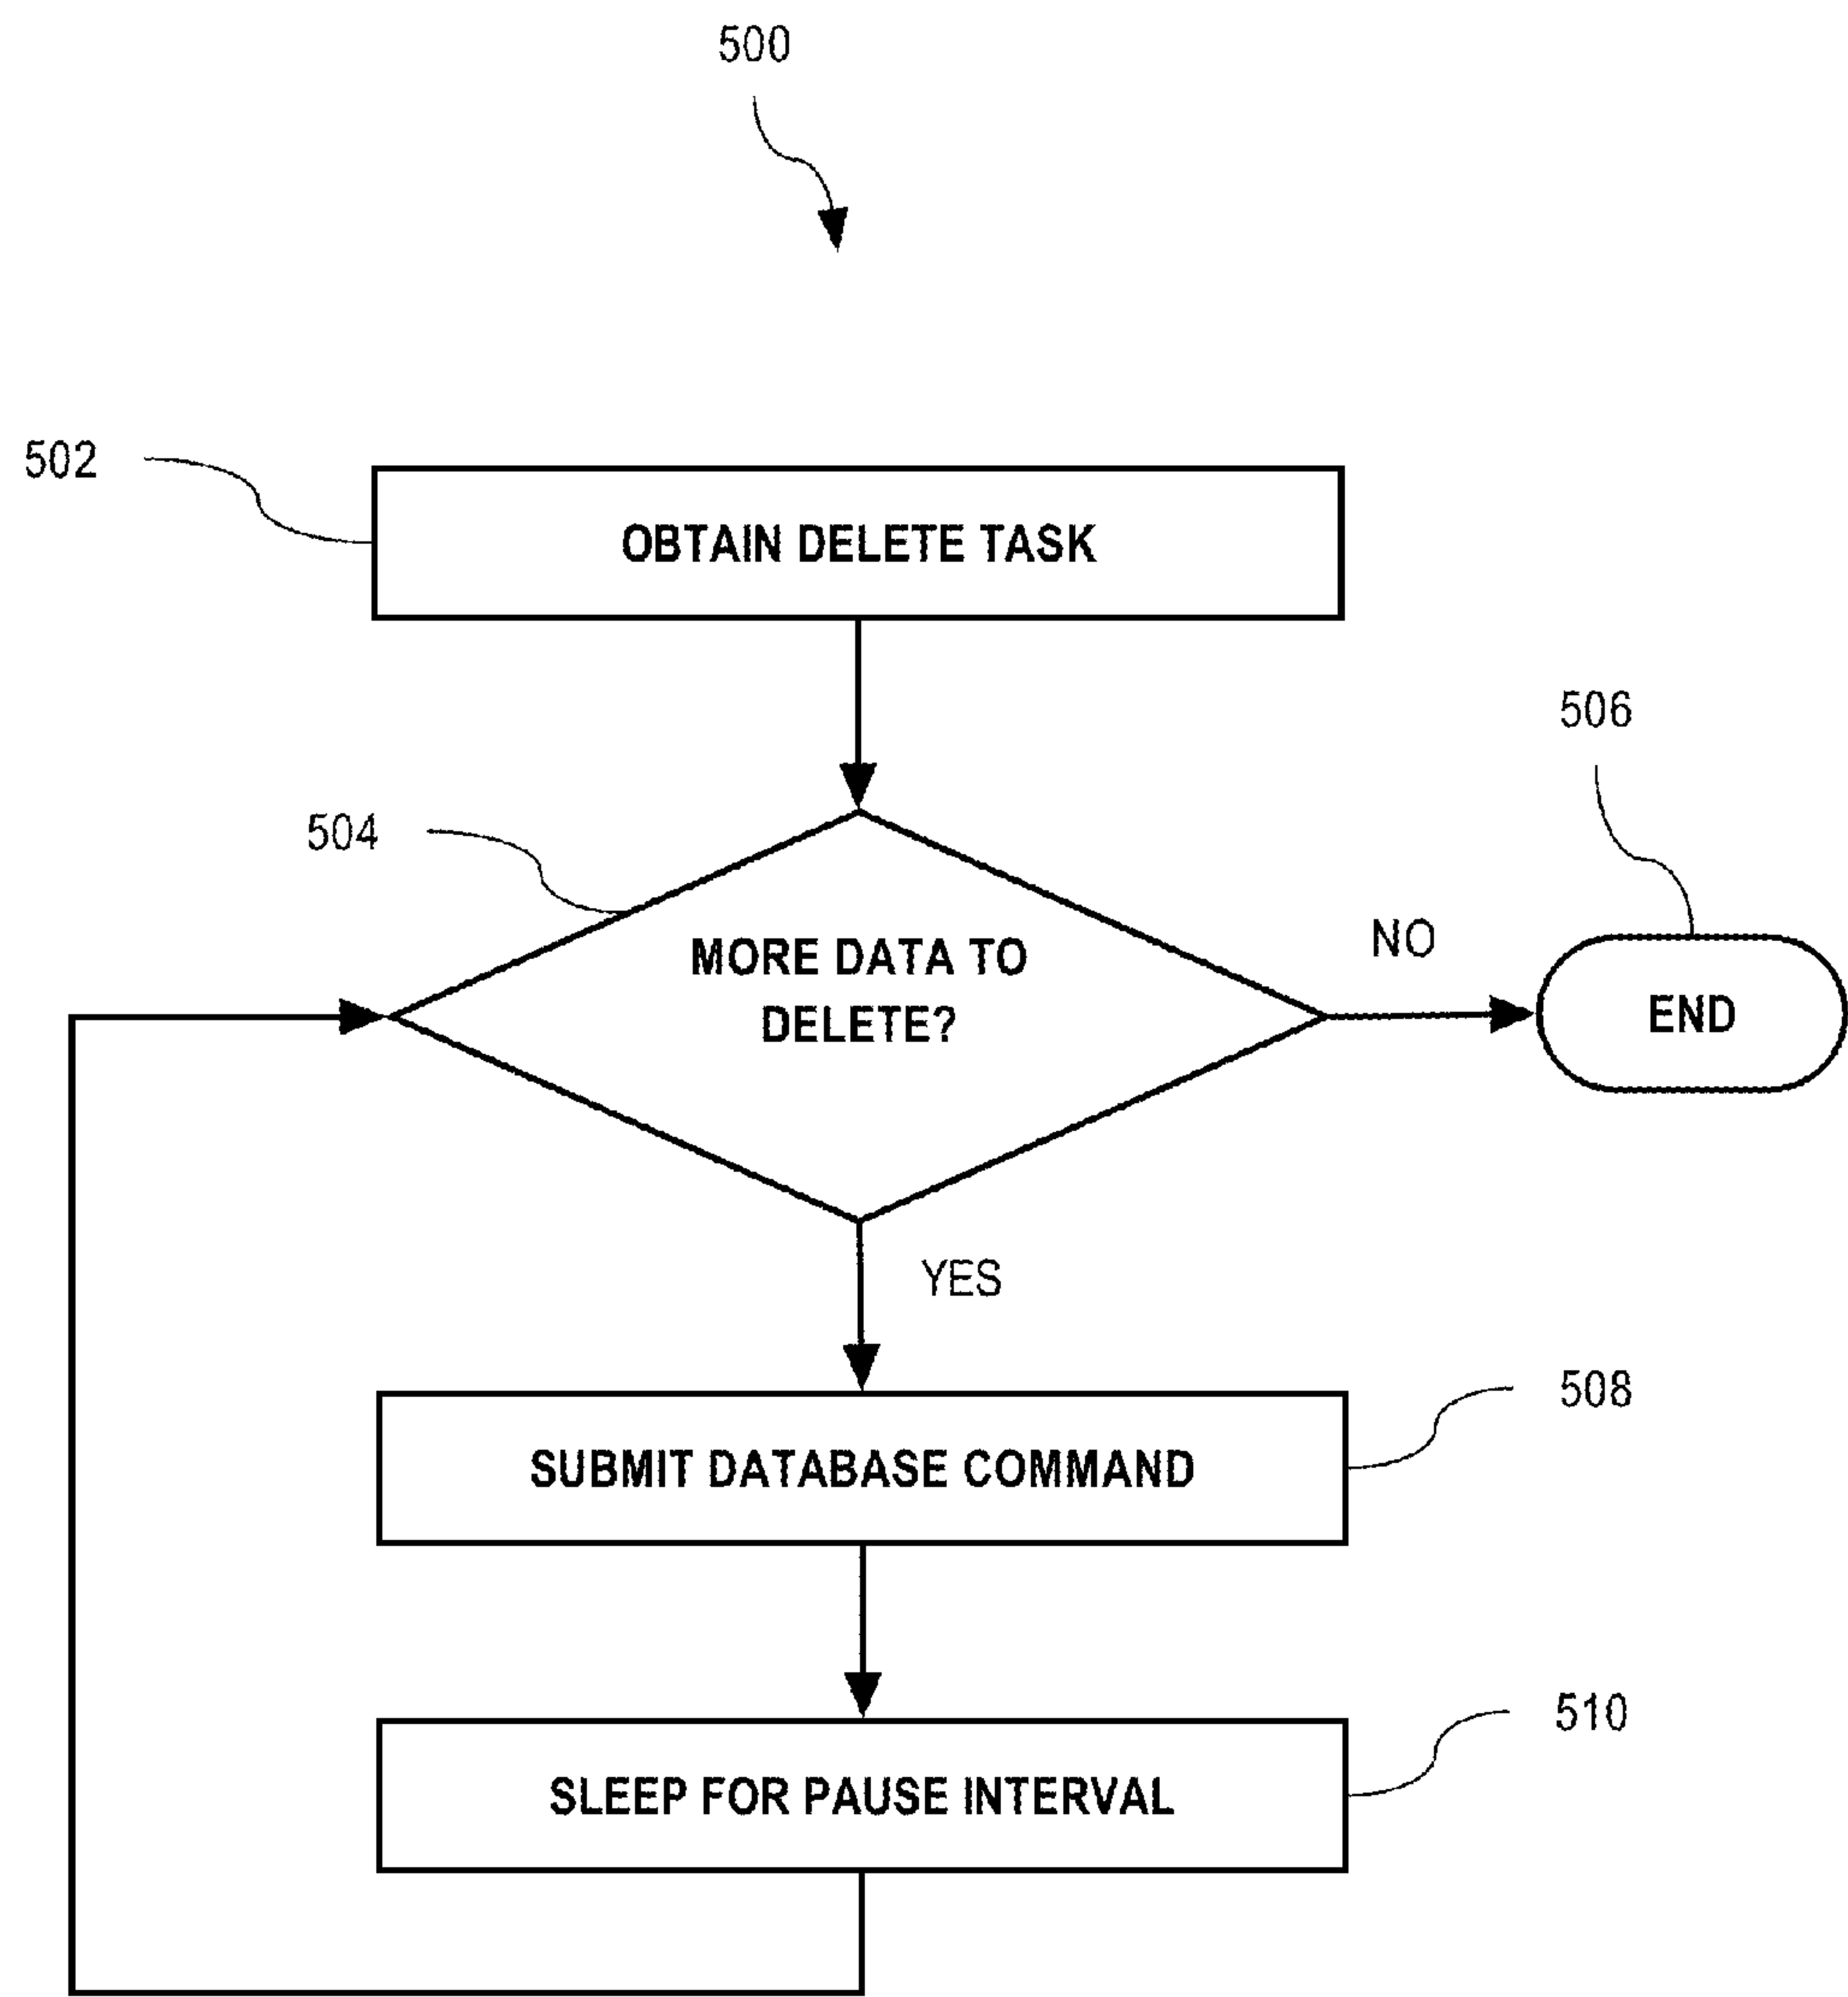 500
502
OBTAIN DELETE TASK
506
504
MORE DATA TO
DELETE?
NO
END
YES
508
SUBMIT DATABASE COMMAND
510
SLEEP FOR PAUSE INTERVAL